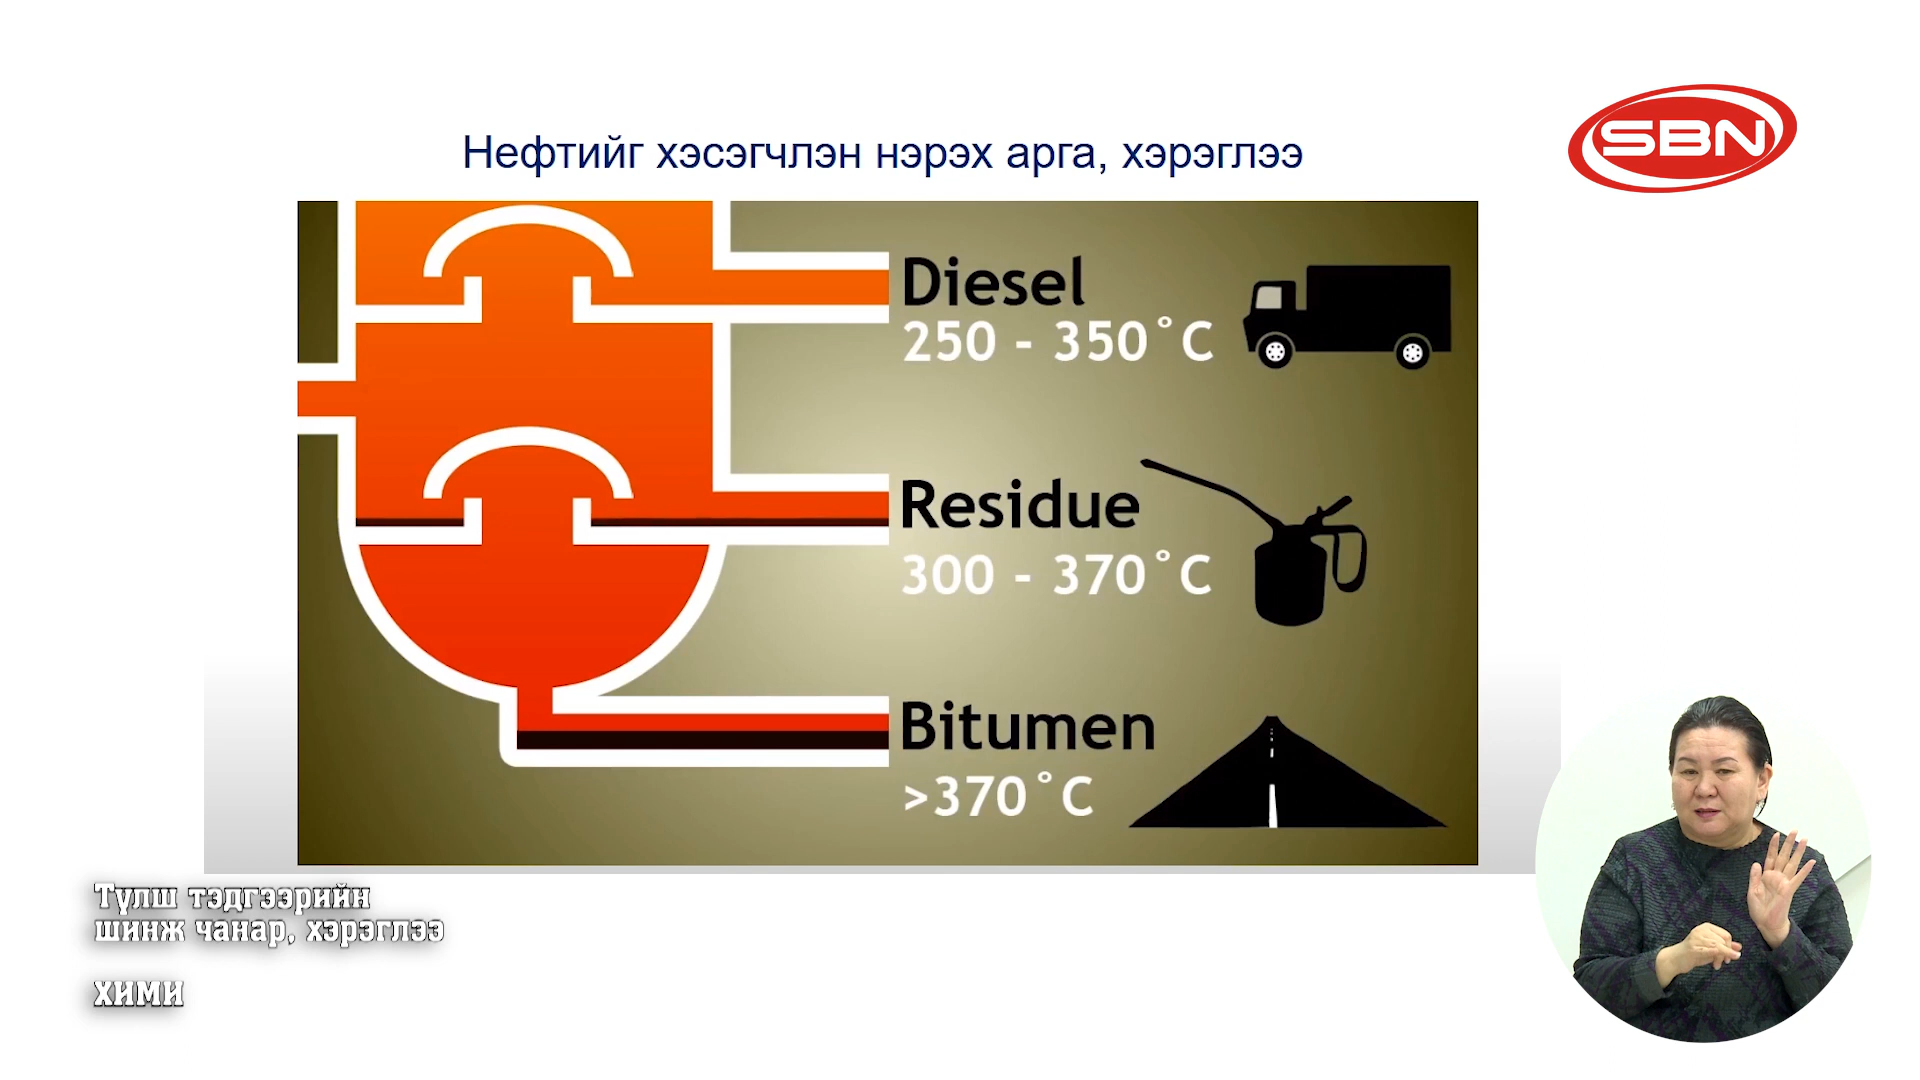 SBN
Нефтийг хэсэгчлэн нэрэх арга, хэрэглээ
Diesel
250 - 350°C
Residue
300 - 370°C
Bitumen
>370°C
Түлш тэдгээрийн
шинж чанар, хэрэглээ
ХИМИ